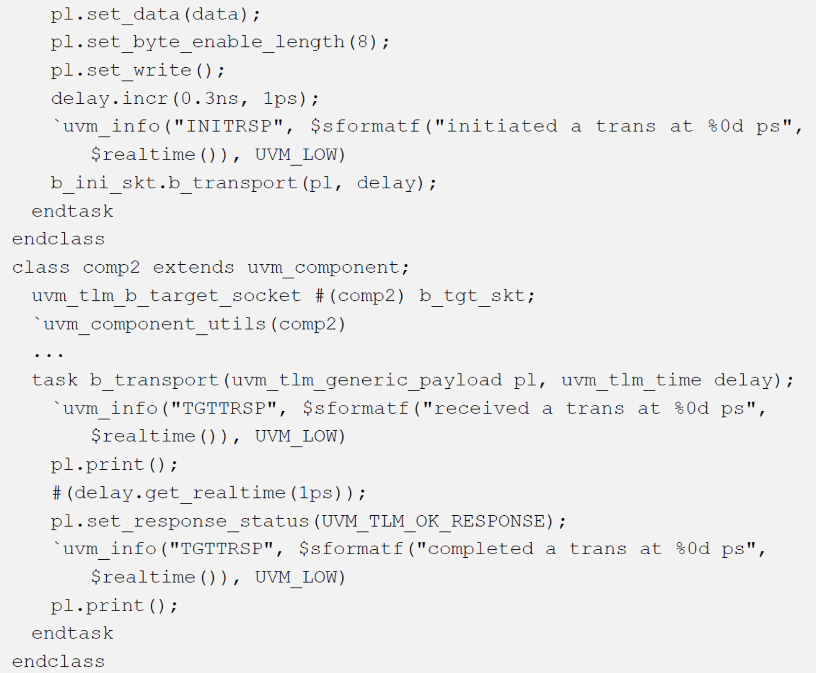 pl.set_data(data);
pl.set_byte_enable_length(8);
pl.set_write();
delay.incr(0.3ns, 1ps);
`uvm_info("INITRSP", $sformatf("initiated a trans at %0d ps",
$realtime()), UVM_LOW)
b_ini_skt.b_transport(pl, delay);
endtask
endclass
class comp2 extends uvm_component;
uvm_tlm_b_target_socket #(comp2) b_tgt_skt;
`uvm_component_utils(comp2)
...
task b_transport(uvm_tlm_generic_payload pl, uvm_tlm_time delay);
`uvm_info("TGTTRSP", $sformatf("received a trans at %0d ps",
$realtime()), UVM_LOW)
pl.print();
#(delay.get_realtime(1ps));
pl.set_response_status(UVM_TLM_OK_RESPONSE);
`uvm_info("TGTTRSP", $sformatf("completed a trans at %0d ps",
$realtime()), UVM_LOW)
pl.print();
endtask
endclass